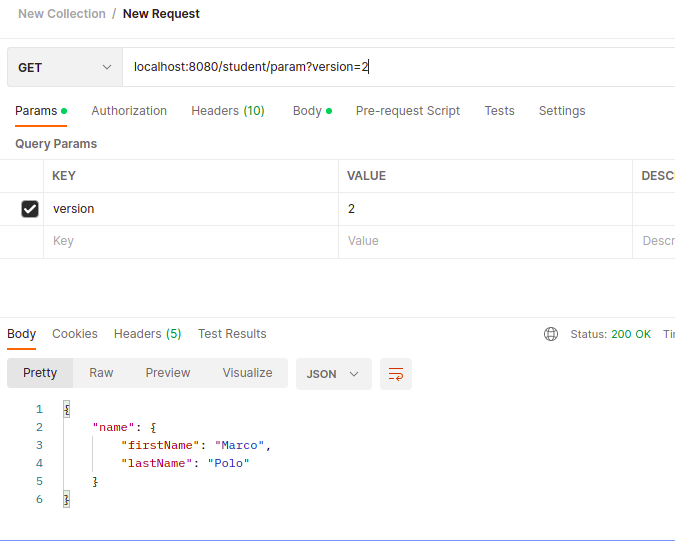 New Collection / New Request
GET localhost:8080/student/param?version=2
Params Authorization Headers (10) Body Pre-request Script Tests Settings
Query Params
KEY VALUE DESC
version 2
Key Value Descr
Body Cookies Headers (5) Test Results Status: 200 OK Tir
Pretty Raw Preview Visualize JSON
1 {
2 "name": {
3 "firstName": "Marco",
4 "lastName": "Polo"
5 }
6 }